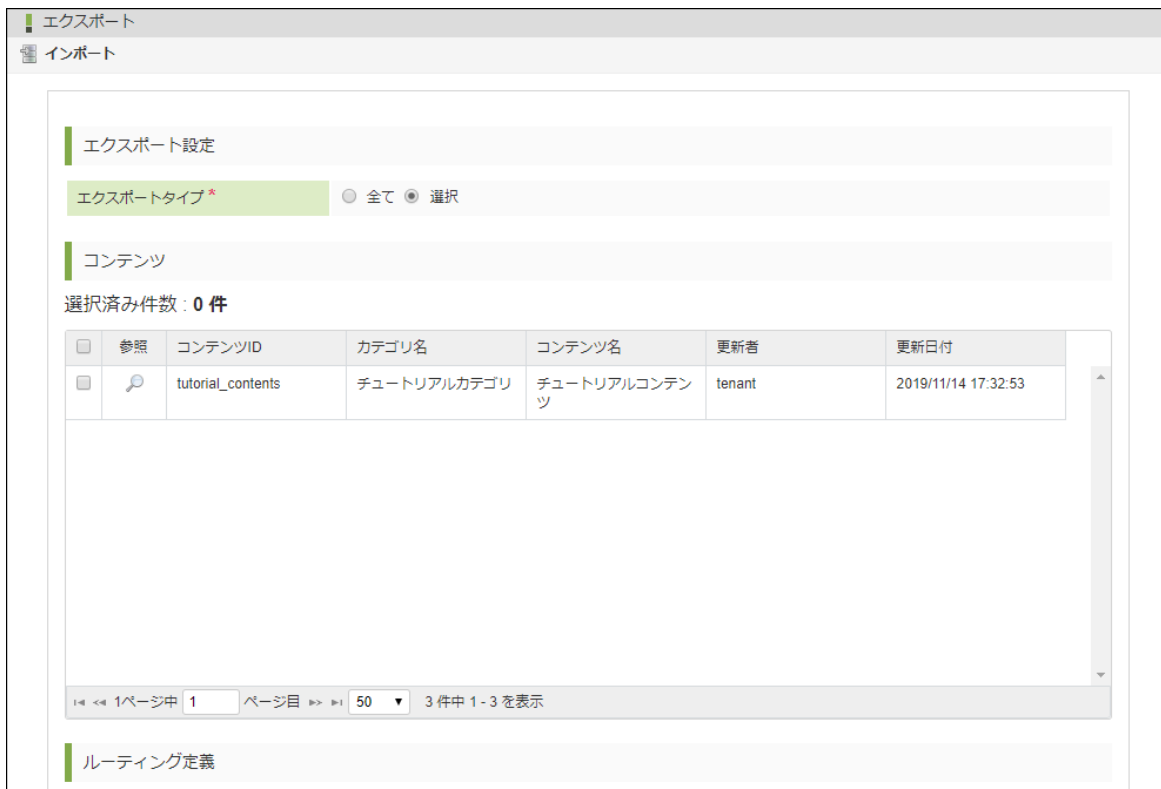 エクスポート
インポート
エクスポート設定
エクスポートタイプ * 全て 選択
コンテンツ
選択済み件数 : 0 件
参照 コンテンツID カテゴリ名 コンテンツ名 更新者 更新日付
tutorial_contents チュートリアルカテゴリ チュートリアルコンテン tenant 2019/11/14 17:32:53
ツ
1ページ中 1 ページ目 50 3 件中 1 - 3 を表示
ルーティング定義